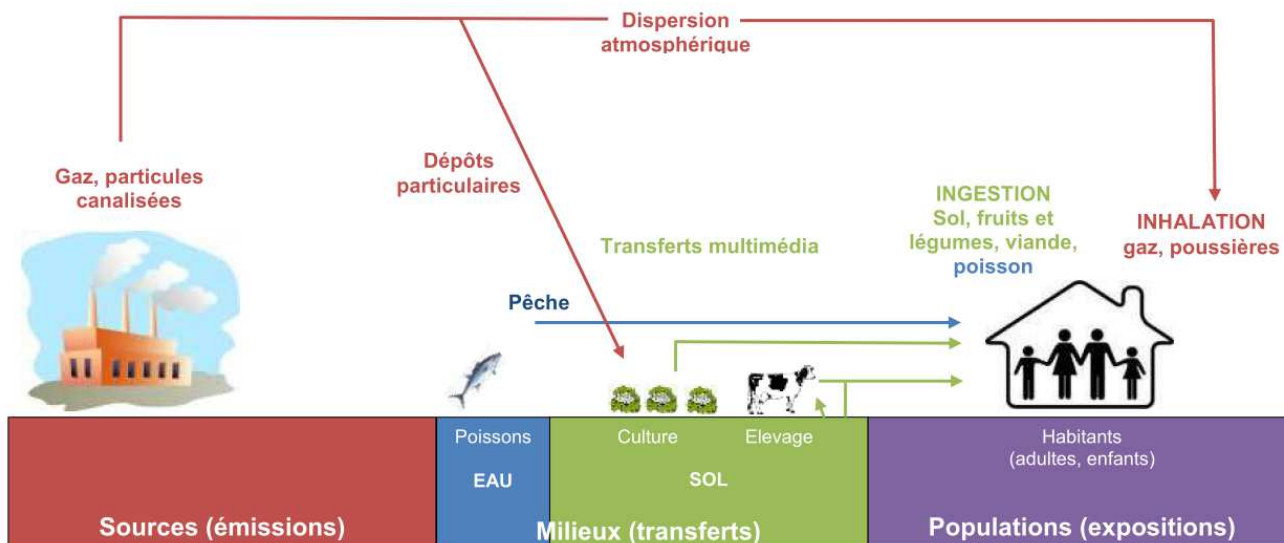 Dispersion
atmosphérique
Gaz, particules
canalisées
Dépôts
particulaires
Transferts multimédia
INGESTION
Sol, fruits et
légumes, viande,
poisson
INHALATION
gaz, poussières
Pêche
Poissons
EAU
Culture
Elevage
SOL
Habitants
(adultes, enfants)
Sources (émissions)
Milieux (transferts)
Populations (expositions)